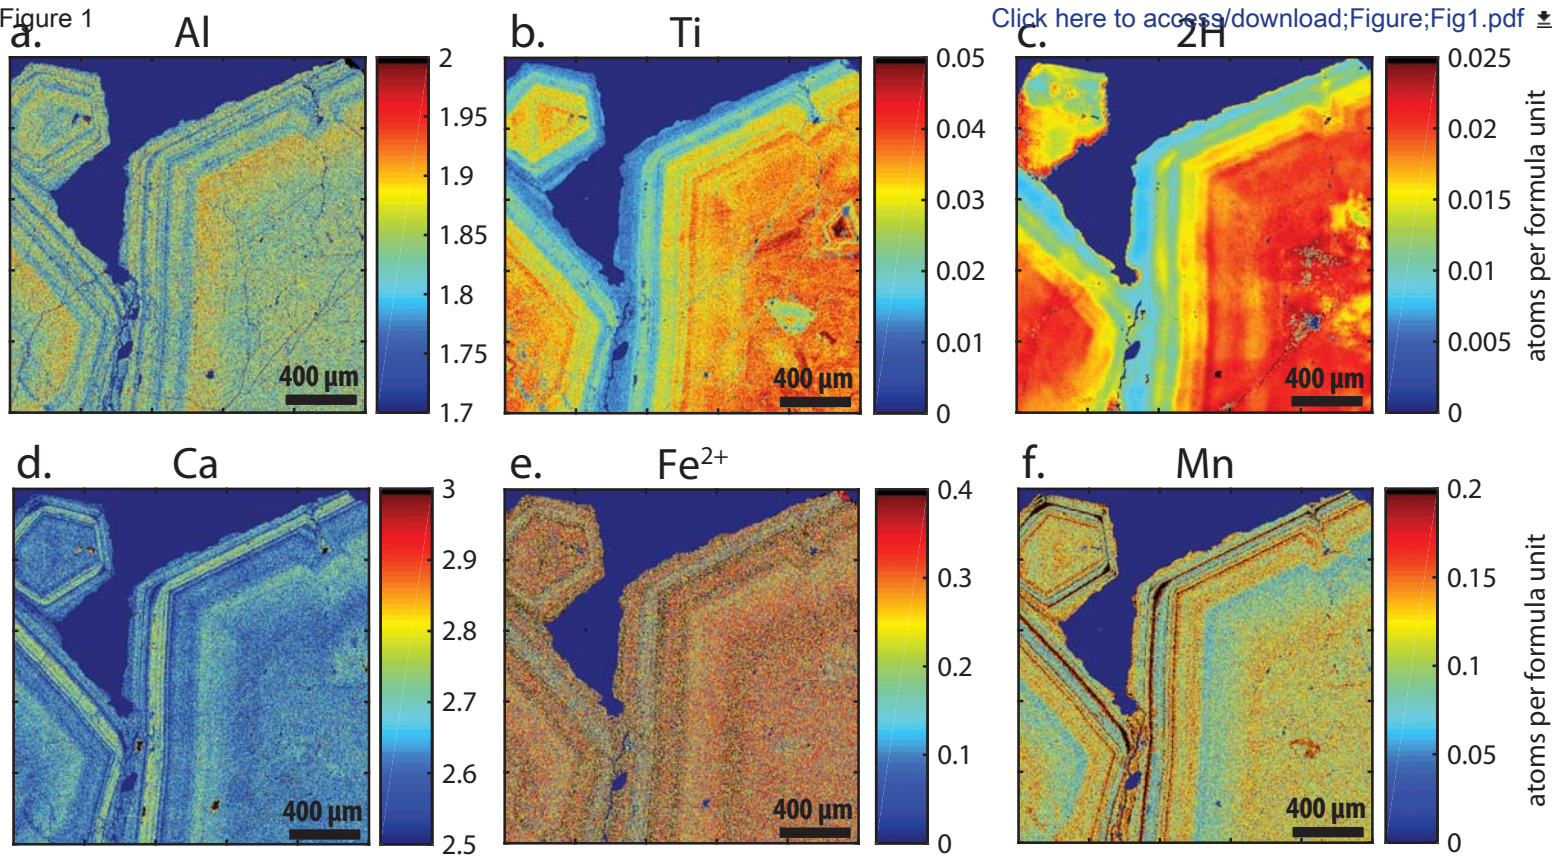 Figure 1
Click here to access/download;Figure;Fig1.pdf
a. Al
b. Ti
c. 2H
2
1.95
1.9
1.85
1.8
1.75
1.7
400 µm
0.05
0.04
0.03
0.02
0.01
0
400 µm
0.025
0.02
0.015
0.01
0.005
0
400 µm
atoms per formula unit
d. Ca
e. Fe²⁺
f. Mn
3
2.9
2.8
2.7
2.6
2.5
400 µm
0.4
0.3
0.2
0.1
0
400 µm
0.2
0.15
0.1
0.05
0
400 µm
atoms per formula unit